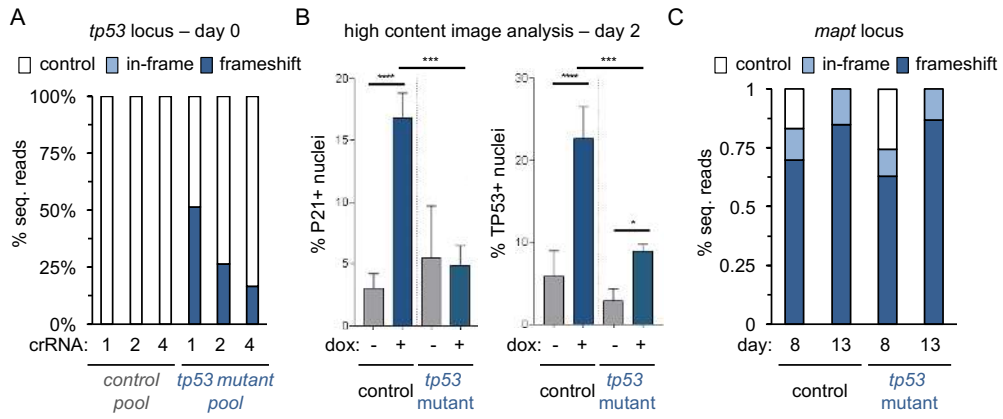 A
tp53 locus – day 0
control in-frame frameshift
% seq. reads
100%
75%
50%
25%
0%
crRNA: 1 2 4 1 2 4
control pool
tp53 mutant pool
B
high content image analysis – day 2
% P21+ nuclei
20
15
10
5
0
****
***
dox: - + - +
control
tp53 mutant
% TP53+ nuclei
30
20
10
0
****
***
*
dox: - + - +
control
tp53 mutant
C
mapt locus
control in-frame frameshift
% seq. reads
1
0.75
0.5
0.25
0
day: 8 13 8 13
control
tp53 mutant